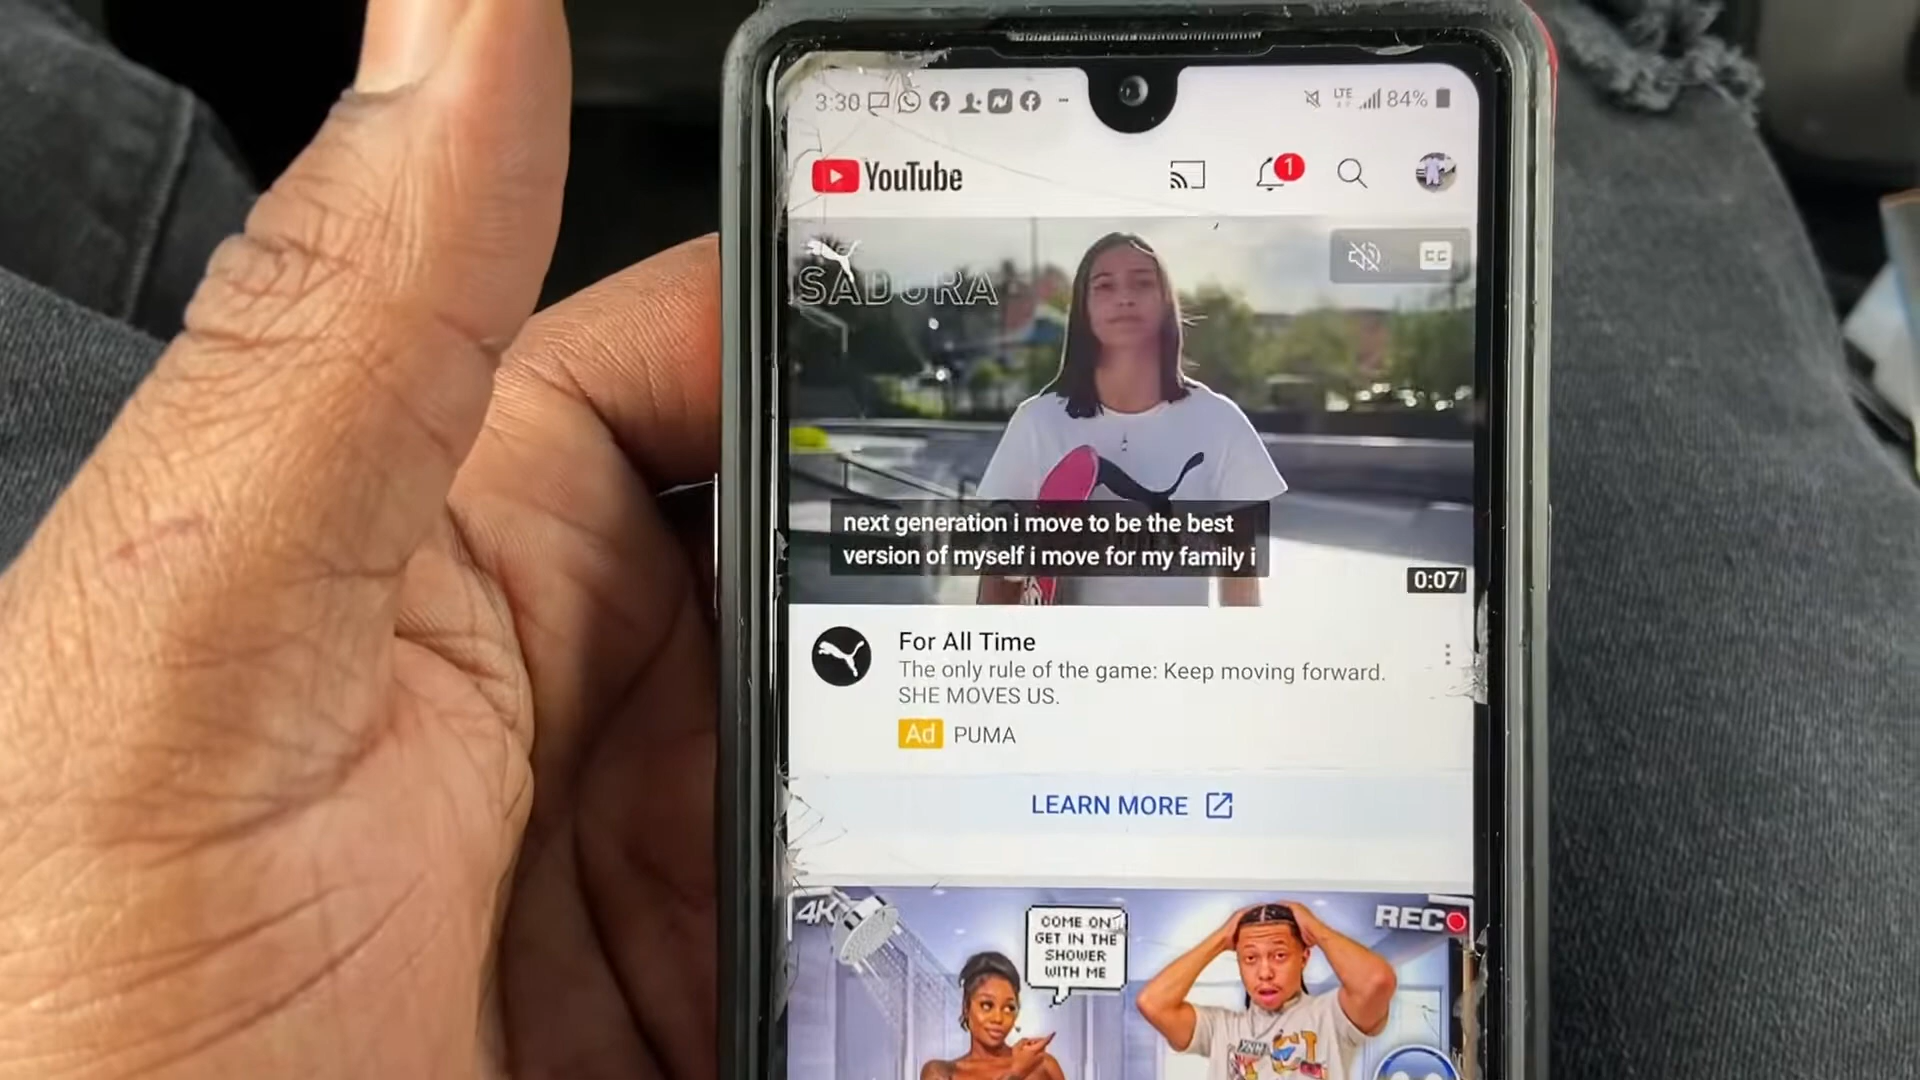 3:30
LTE
84%
YouTube
1
SADORA
CC
next generation i move to be the best
version of myself i move for my family i
0:07
For All Time
The only rule of the game: Keep moving forward.
SHE MOVES US.
Ad PUMA
LEARN MORE
4K
COME ON
GET IN THE
SHOWER
WITH ME
REC